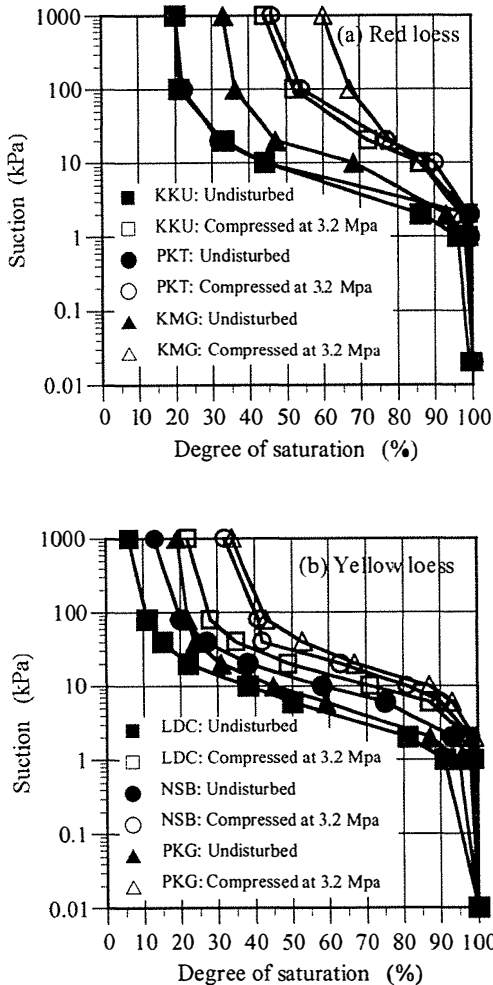 1000
(a) Red loess
100
10
1
0.1
0.01
Suction (kPa)
KKU: Undisturbed
KKU: Compressed at 3.2 Mpa
PKT: Undisturbed
PKT: Compressed at 3.2 Mpa
KMG: Undisturbed
KMG: Compressed at 3.2 Mpa
0 10 20 30 40 50 60 70 80 90 100
Degree of saturation (%)
1000
(b) Yellow loess
100
10
1
0.1
0.01
Suction (kPa)
LDC: Undisturbed
LDC: Compressed at 3.2 Mpa
NSB: Undisturbed
NSB: Compressed at 3.2 Mpa
PKG: Undisturbed
PKG: Compressed at 3.2 Mpa
0 10 20 30 40 50 60 70 80 90 100
Degree of saturation (%)